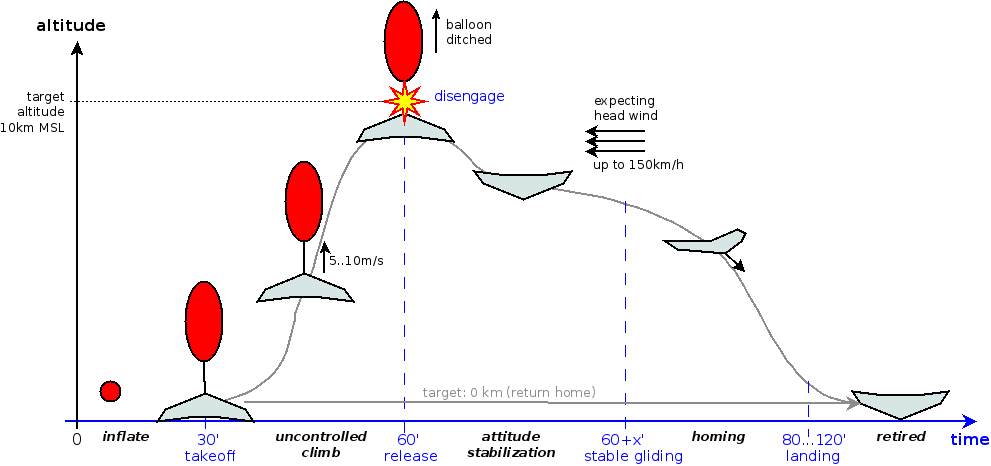 altitude
balloon
ditched
target
altitude
10km MSL
disengage
expecting
head wind
up to 150km/h
5..10m/s
target: 0 km (return home)
0
inflate
30'
takeoff
uncontrolled
climb
60'
release
attitude
stabilization
60+x'
stable gliding
homing
80...120'
landing
retired
time